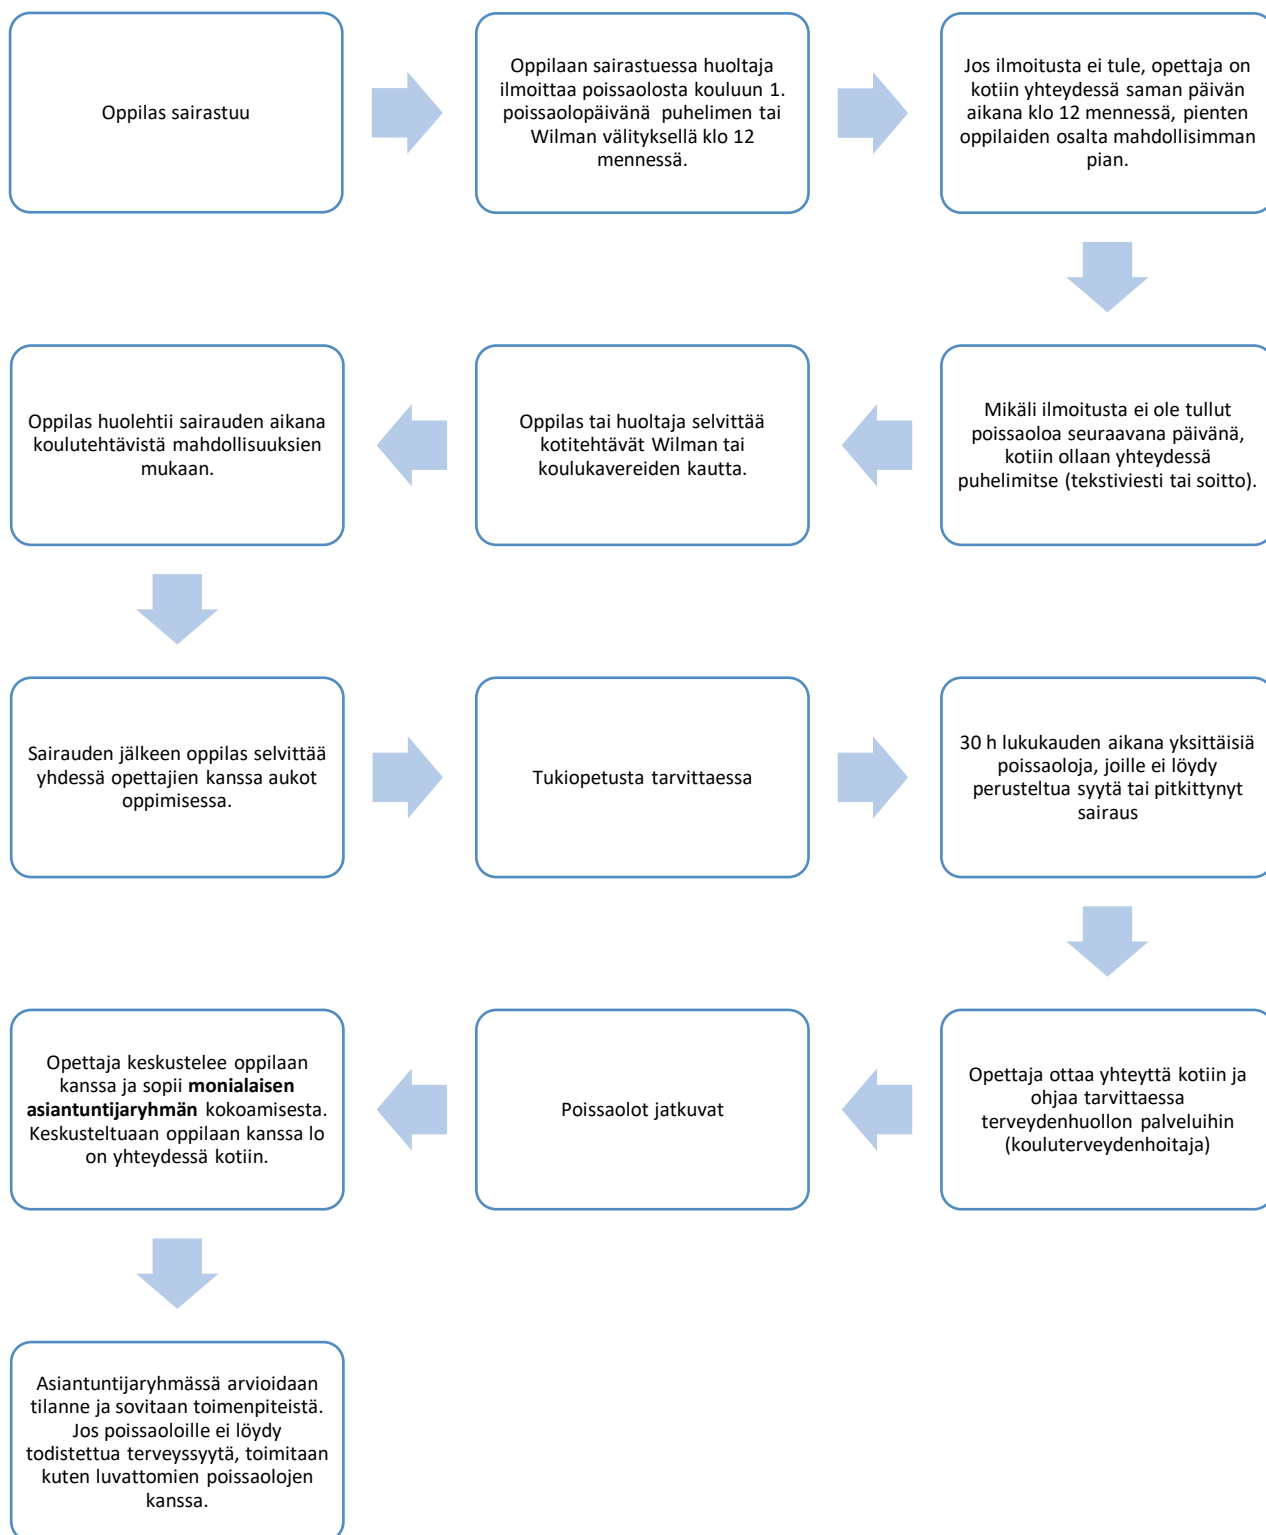 Oppilas sairastuu
Oppilaan sairastuessa huoltaja
ilmoittaa poissaolosta kouluun 1.
poissaolopäivänä puhelimen tai
Wilman välityksellä klo 12
mennessä.
Jos ilmoitusta ei tule, opettaja on
kotiin yhteydessä saman päivän
aikana klo 12 mennessä, pienten
oppilaiden osalta mahdollisimman
pian.
Mikäli ilmoitusta ei ole tullut
poissaoloa seuraavana päivänä,
kotiin ollaan yhteydessä
puhelimitse (tekstiviesti tai soitto).
Oppilas tai huoltaja selvittää
kotitehtävät Wilman tai
koulukavereiden kautta.
Oppilas huolehtii sairauden aikana
koulutehtävistä mahdollisuuksien
mukaan.
Sairauden jälkeen oppilas selvittää
yhdessä opettajien kanssa aukot
oppimisessa.
Tukiopetusta tarvittaessa
30 h lukukauden aikana yksittäisiä
poissaoloja, joille ei löydy
perusteltua syytä tai pitkittynyt
sairaus
Opettaja ottaa yhteyttä kotiin ja
ohjaa tarvittaessa
terveydenhuollon palveluihin
(kouluterveydenhoitaja)
Poissaolot jatkuvat
Opettaja keskustelee oppilaan
kanssa ja sopii monialaisen
asiantuntijaryhmän kokoamisesta.
Keskusteltuaan oppilaan kanssa lo
on yhteydessä kotiin.
Asiantuntijaryhmässä arvioidaan
tilanne ja sovitaan toimenpiteistä.
Jos poissaoloille ei löydy
todistettua terveyssyytä, toimitaan
kuten luvattomien poissaolojen
kanssa.